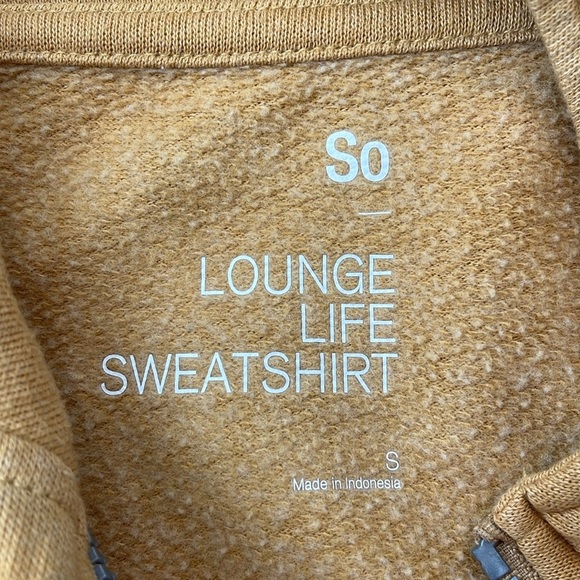 So
LOUNGE
LIFE
SWEATSHIRT
S
Made in Indonesia